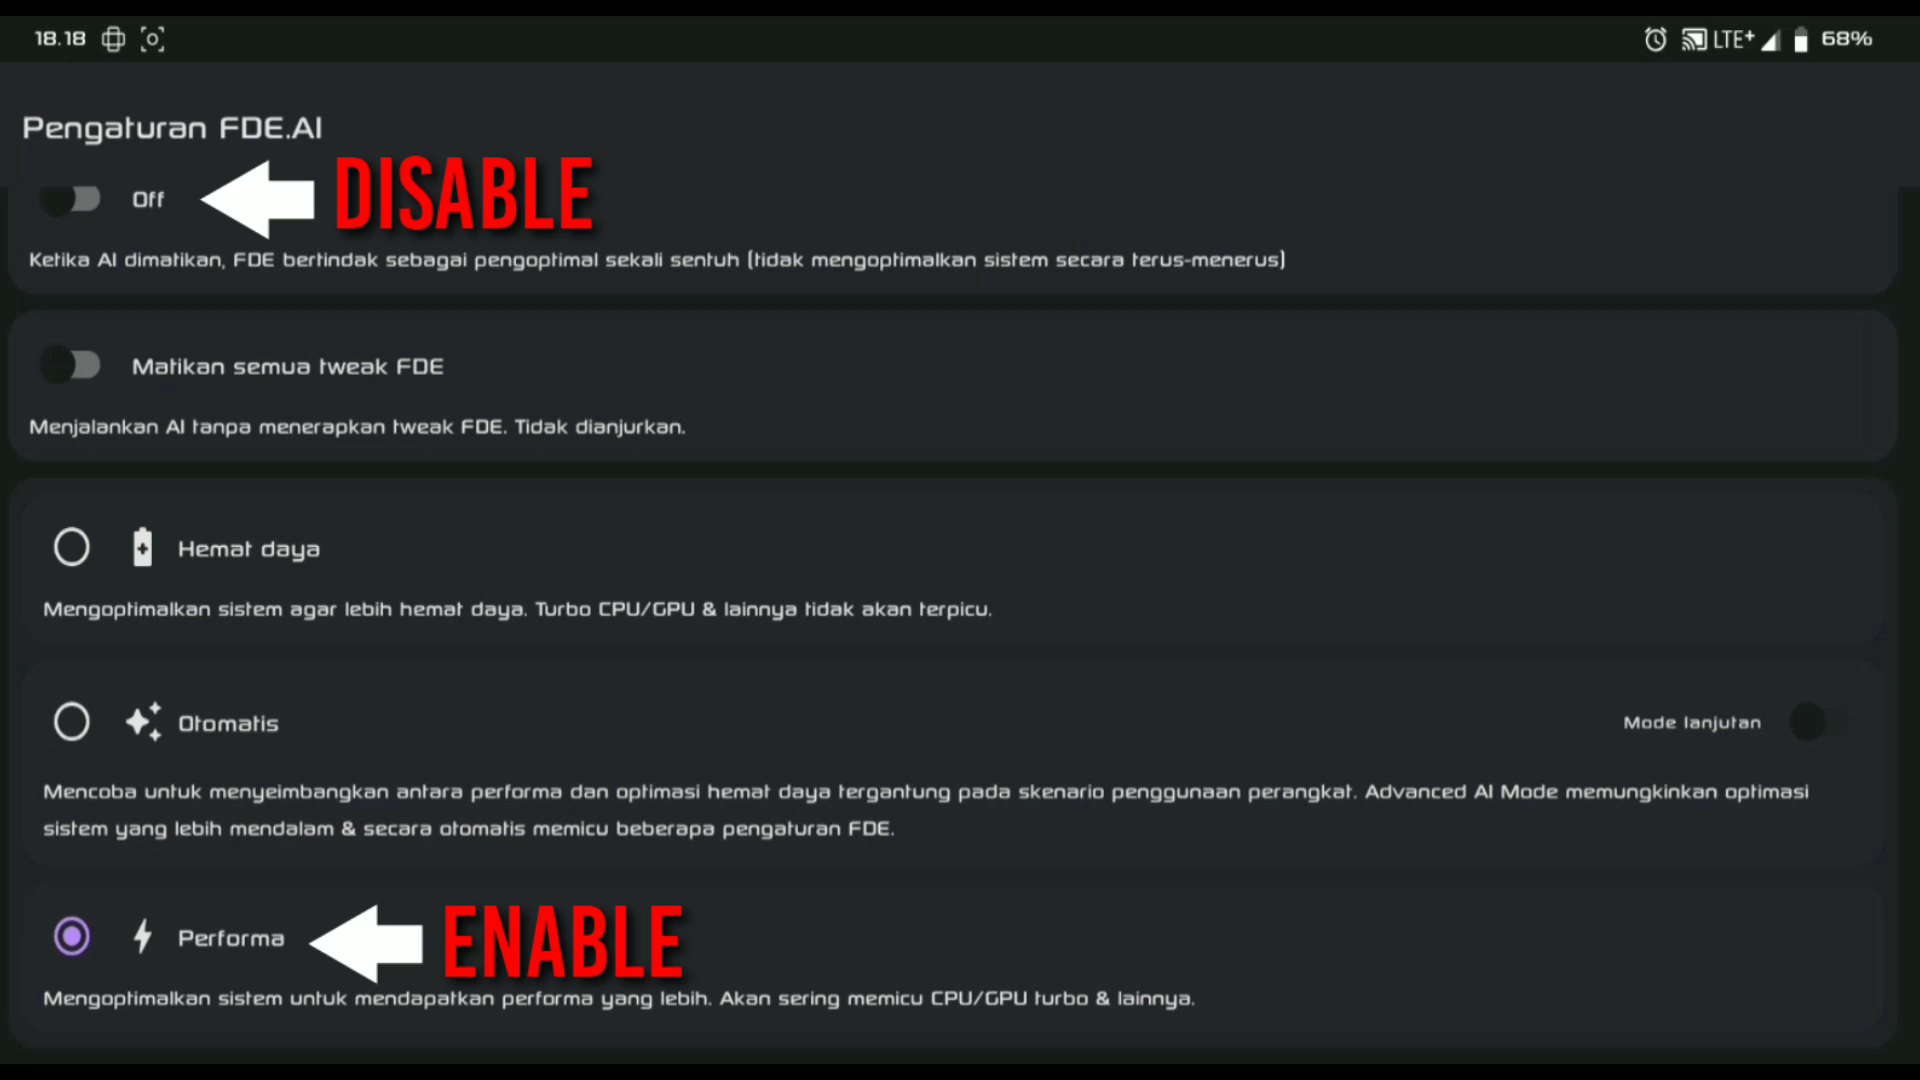 18.18 LTE+ 68%
Pengaturan FDE.AI
Off DISABLE
Ketika AI dimatikan, FDE bertindak sebagai pengoptimal sekali sentuh (tidak mengoptimalkan sistem secara terus-menerus)
Matikan semua tweak FDE
Menjalankan AI tanpa menerapkan tweak FDE. Tidak dianjurkan.
Hemat daya
Mengoptimalkan sistem agar lebih hemat daya. Turbo CPU/GPU & lainnya tidak akan terpicu.
Otomatis Mode lanjutan
Mencoba untuk menyeimbangkan antara performa dan optimasi hemat daya tergantung pada skenario penggunaan perangkat. Advanced AI Mode memungkinkan optimasi
sistem yang lebih mendalam & secara otomatis memicu beberapa pengaturan FDE.
Performa ENABLE
Mengoptimalkan sistem untuk mendapatkan performa yang lebih. Akan sering memicu CPU/GPU turbo & lainnya.